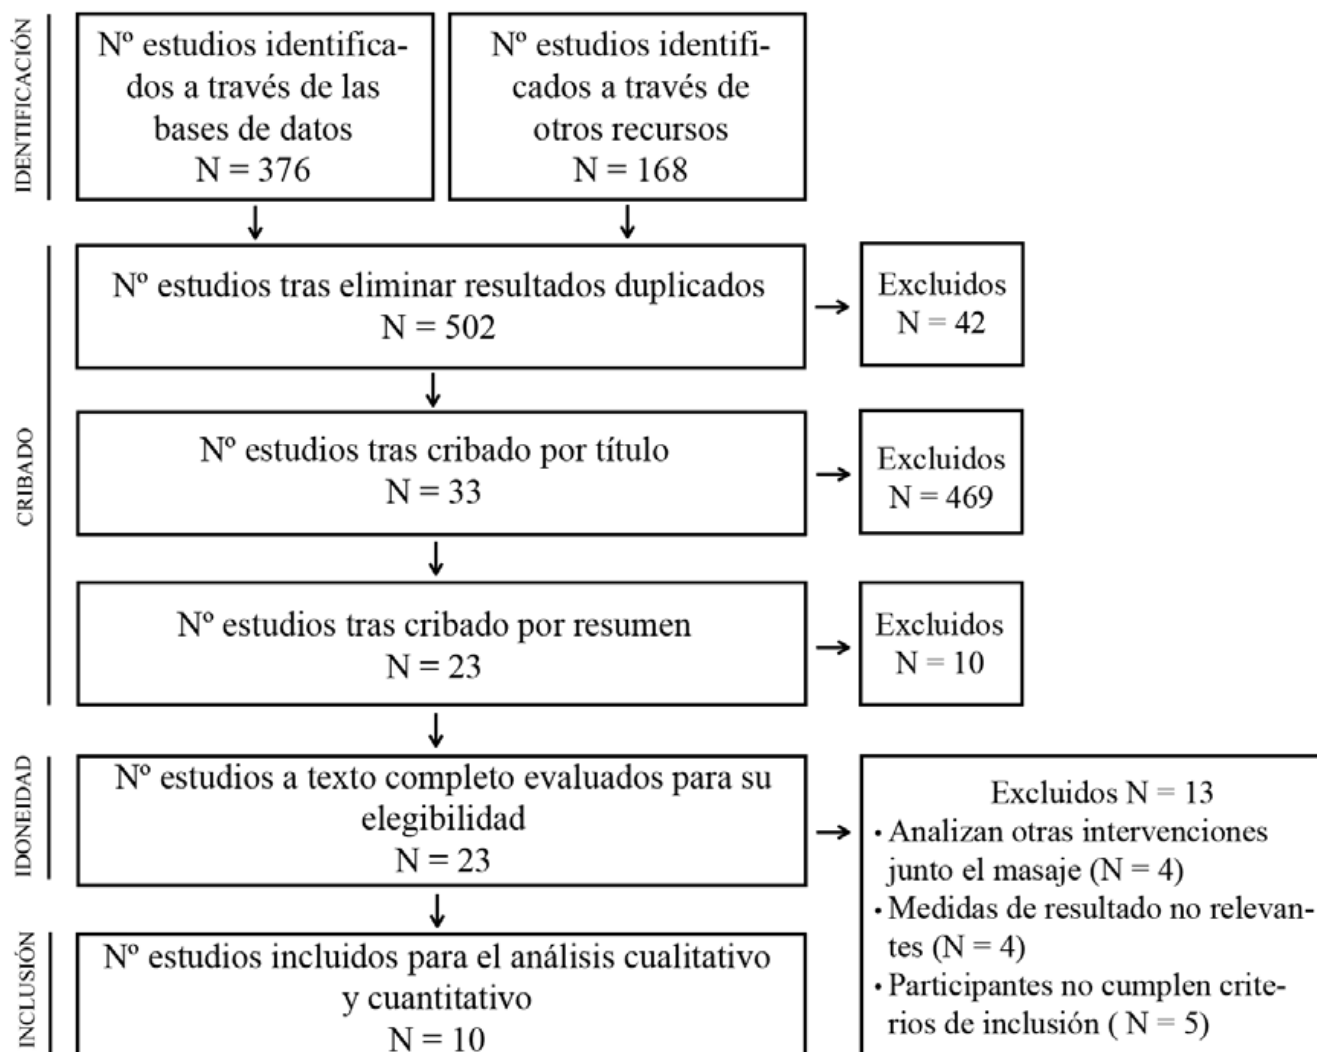 IDENTIFICACIÓN
Nº estudios identifica-
dos a través de las
bases de datos
N = 376
Nº estudios identifi-
cados a través de
otros recursos
N = 168
CRIBADO
Nº estudios tras eliminar resultados duplicados
N = 502
Excluidos
N = 42
Nº estudios tras cribado por título
N = 33
Excluidos
N = 469
Nº estudios tras cribado por resumen
N = 23
Excluidos
N = 10
IDONEIDAD
Nº estudios a texto completo evaluados para su
elegibilidad
N = 23
Excluidos N = 13
· Analizan otras intervenciones
junto el masaje (N = 4)
· Medidas de resultado no relevan-
tes (N = 4)
· Participantes no cumplen crite-
rios de inclusión ( N = 5)
INCLUSIÓN
Nº estudios incluidos para el análisis cualitativo
y cuantitativo
N = 10